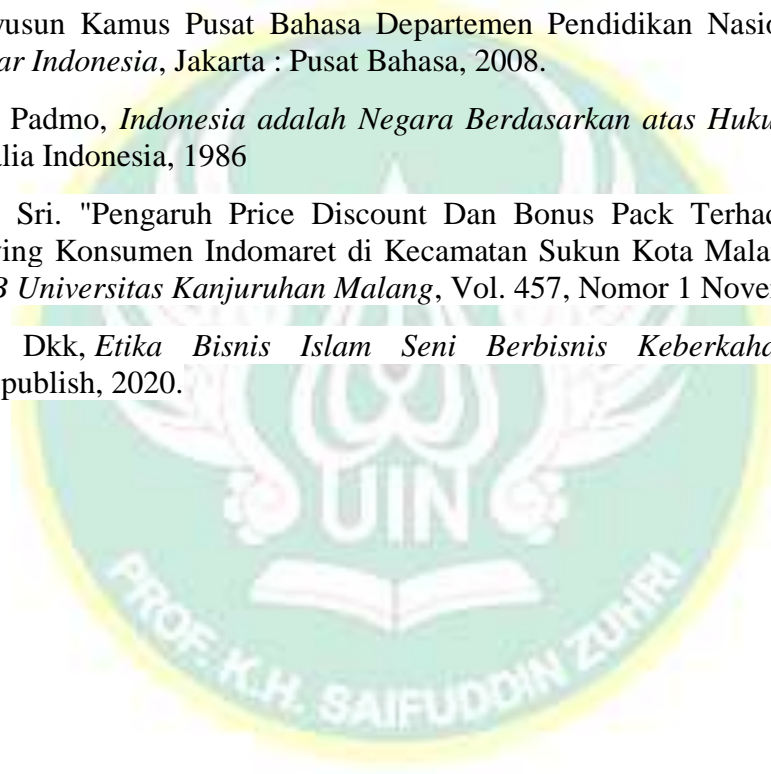 yusun Kamus Pusat Bahasa Departemen Pendidikan Nasio
ar Indonesia, Jakarta : Pusat Bahasa, 2008.
Padmo, Indonesia adalah Negara Berdasarkan atas Huku
alia Indonesia, 1986
Sri. "Pengaruh Price Discount Dan Bonus Pack Terhad
ying Konsumen Indomaret di Kecamatan Sukun Kota Mala
B Universitas Kanjuruhan Malang, Vol. 457, Nomor 1 Nove
Dkk, Etika Bisnis Islam Seni Berbisnis Keberkaha
publish, 2020.
UIN
PROF. K.H. SAIFUDDIN ZUHRI